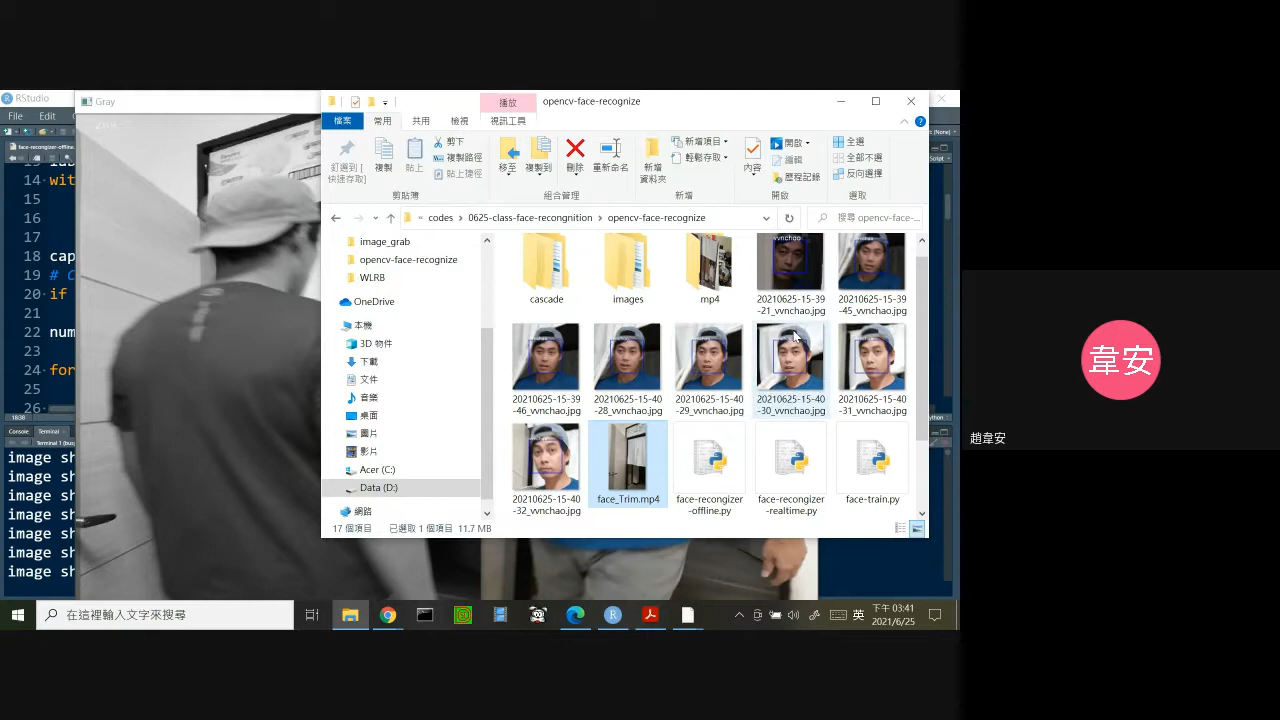 RStudio
Gray
播放
opencv-face-recognize
File
Edit
檔案
常用
共用
檢視
視訊工具
釘選到 [
快速存取]
複製
貼上
剪下
複製路徑
貼上捷徑
移至
複製到
刪除
重新命名
新增
資料夾
新增項目
輕鬆存取
內容
開啟
編輯
歷程記錄
全選
全部不選
反向選擇
剪貼簿
組合管理
新增
開啟
選取
« codes > 0625-class-face-recongnition > opencv-face-recognize
搜尋 opencv-face-...
face-recongizer-offline.
14 wit
15
16
17
18 cap
19 # C
20 if
22 num
23
24 for
25
26
Console
Terminal
Terminal 1
image sh
image sh
image sh
image sh
image sh
image sh
image sh
image_grab
opencv-face-recognize
WLRB
OneDrive
本機
3D 物件
下載
文件
音樂
桌面
圖片
影片
Acer (C:)
Data (D:)
網路
cascade
images
mp4
20210625-15-39
-21_vvnchao.jpg
20210625-15-39
-45_vvnchao.jpg
20210625-15-39
-46_vvnchao.jpg
20210625-15-40
-28_vvnchao.jpg
20210625-15-40
-29_vvnchao.jpg
20210625-15-40
-30_vvnchao.jpg
20210625-15-40
-31_vvnchao.jpg
20210625-15-40
-32_vvnchao.jpg
face_Trim.mp4
face-recongizer
-offline.py
face-recongizer
-realtime.py
face-train.py
17 個項目
已選取 1 個項目 11.7 MB
在這裡輸入文字來搜尋
英
下午 03:41
2021/6/25
韋安
趙韋安